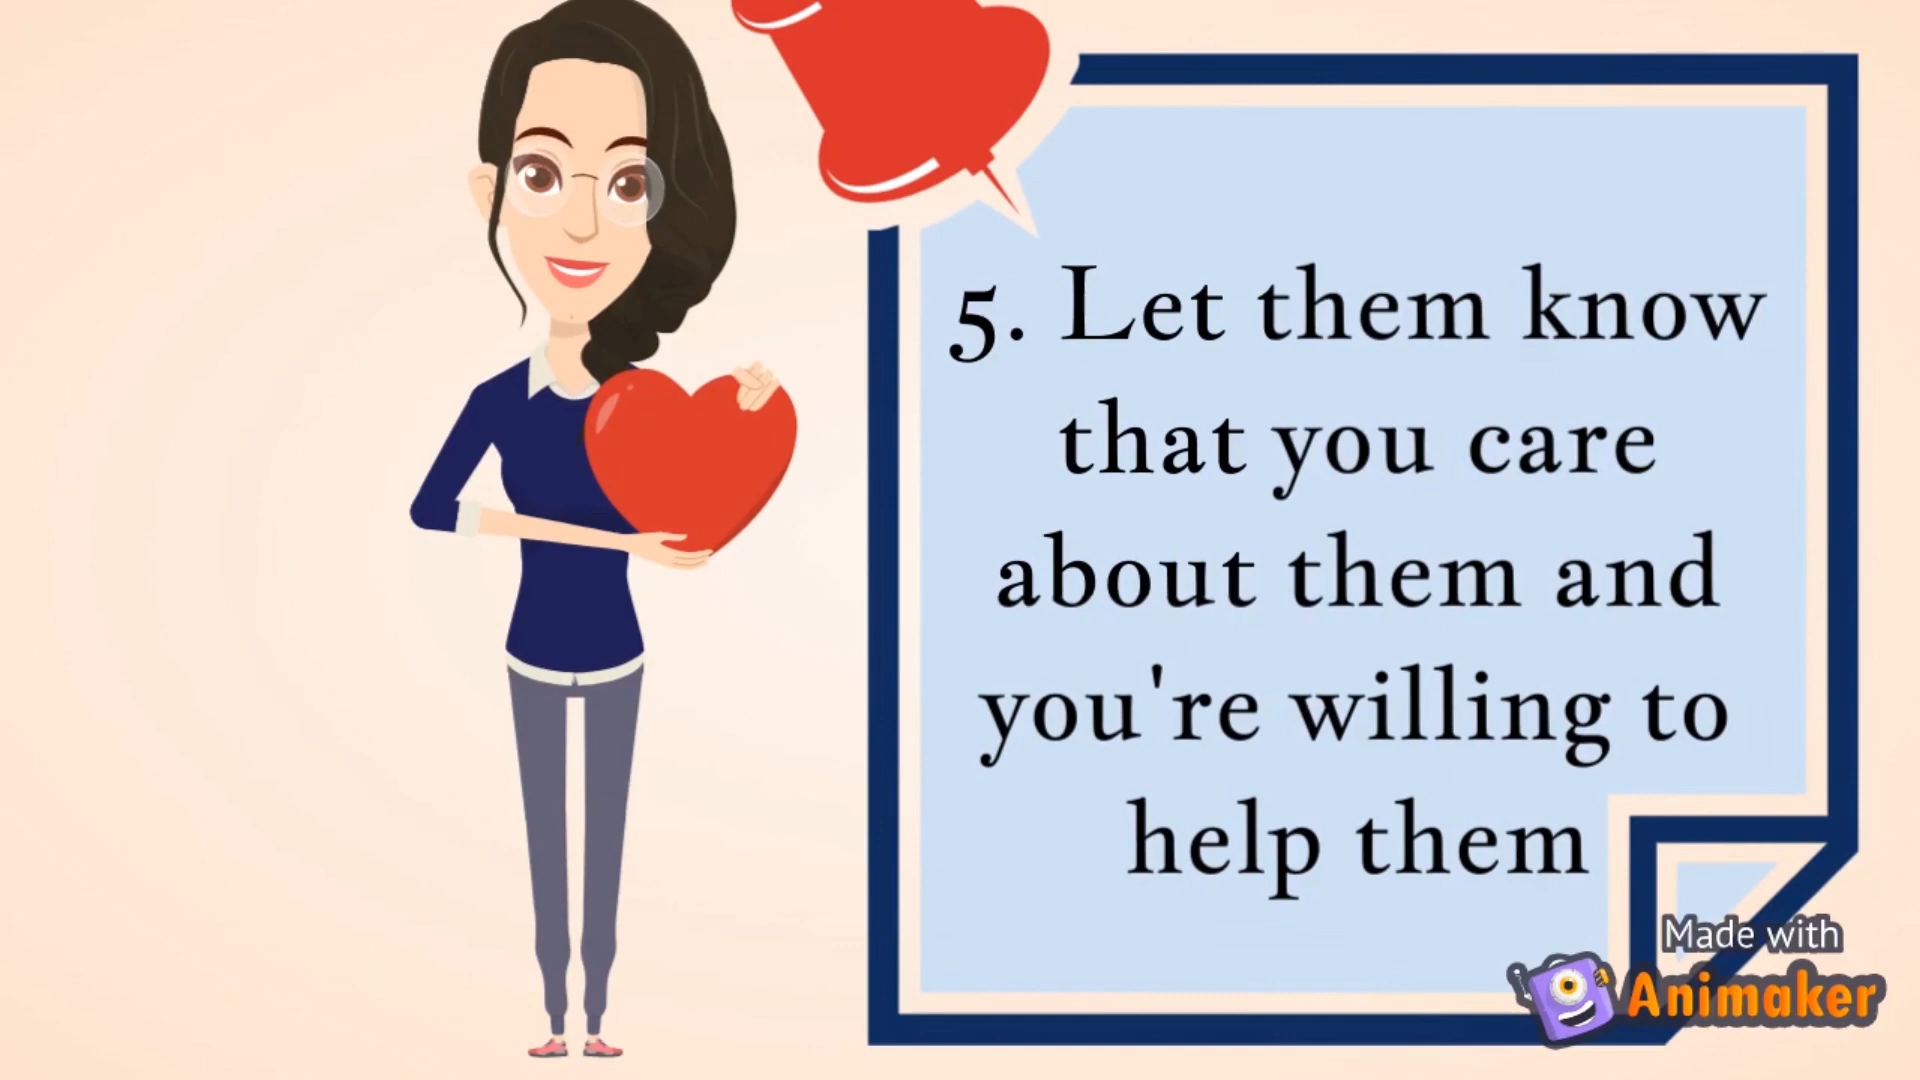 5. Let them know
that you care
about them and
you're willing to
help them
Made with
Animaker